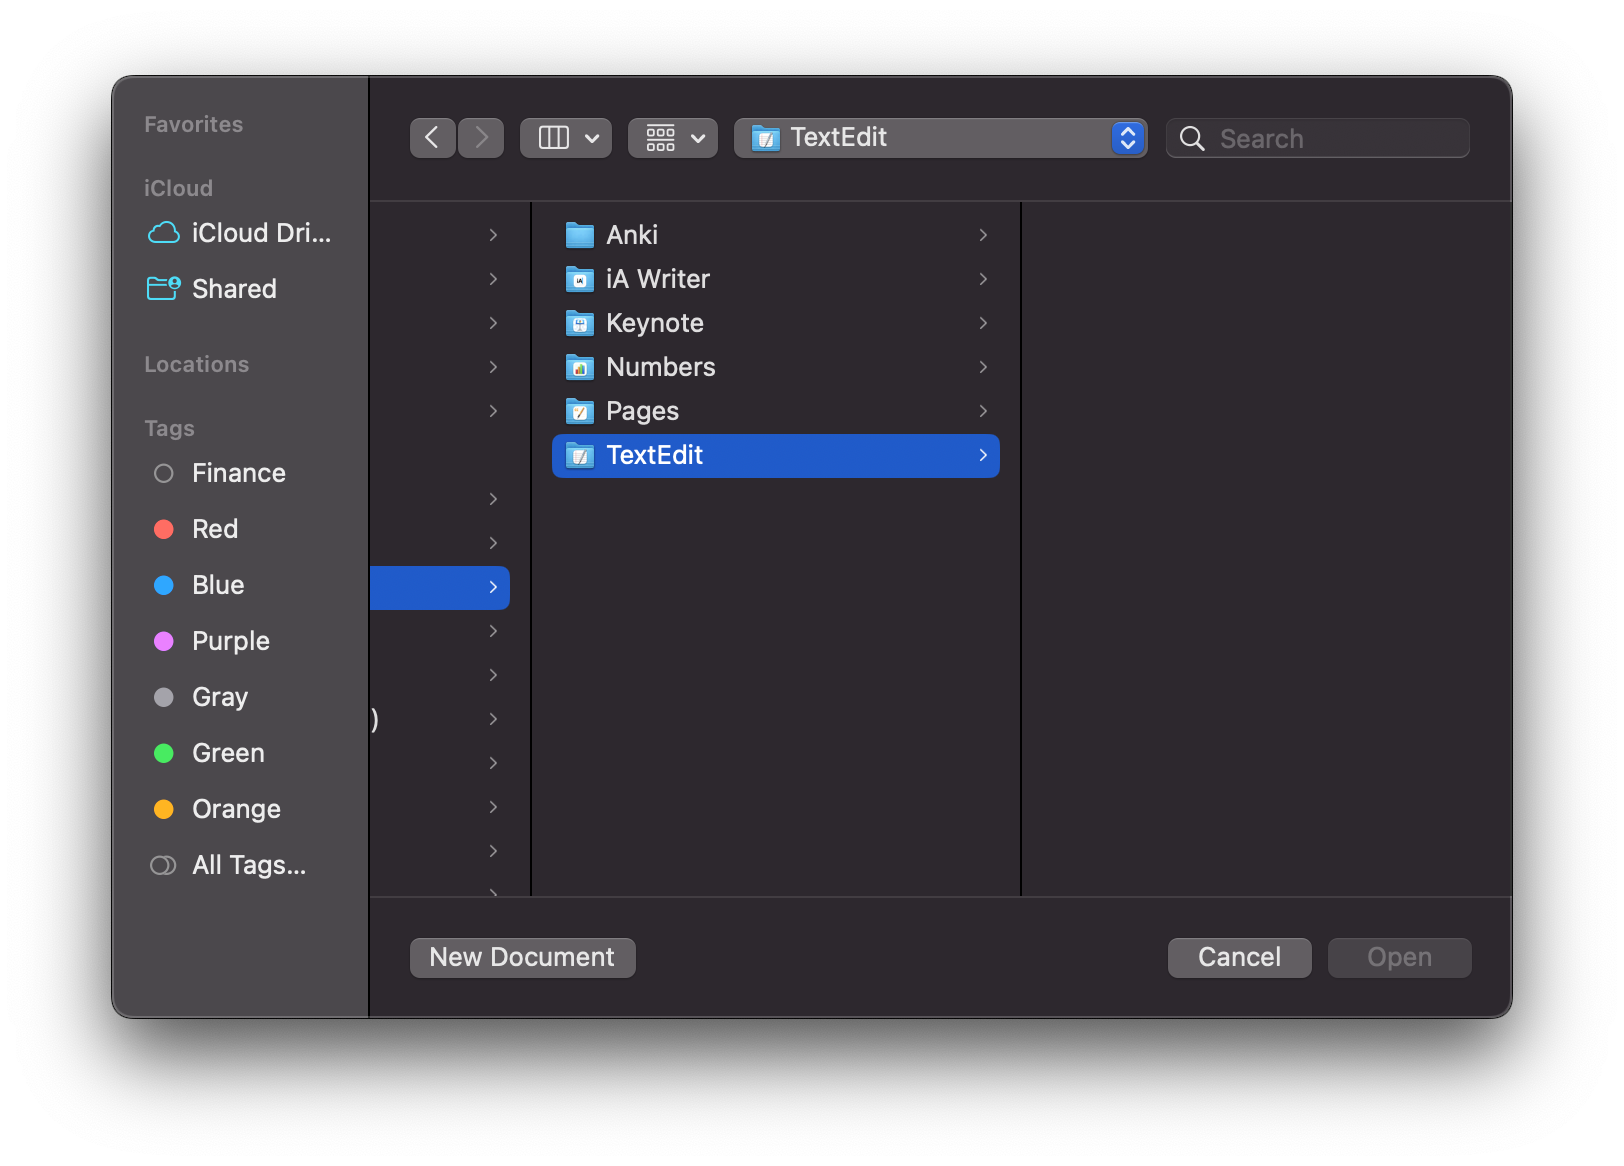 Favorites
iCloud
iCloud Dri...
Shared
Locations
Tags
Finance
Red
Blue
Purple
Gray
Green
Orange
All Tags...
TextEdit
Search
)
Anki
iA Writer
Keynote
Numbers
Pages
TextEdit
New Document
Cancel
Open